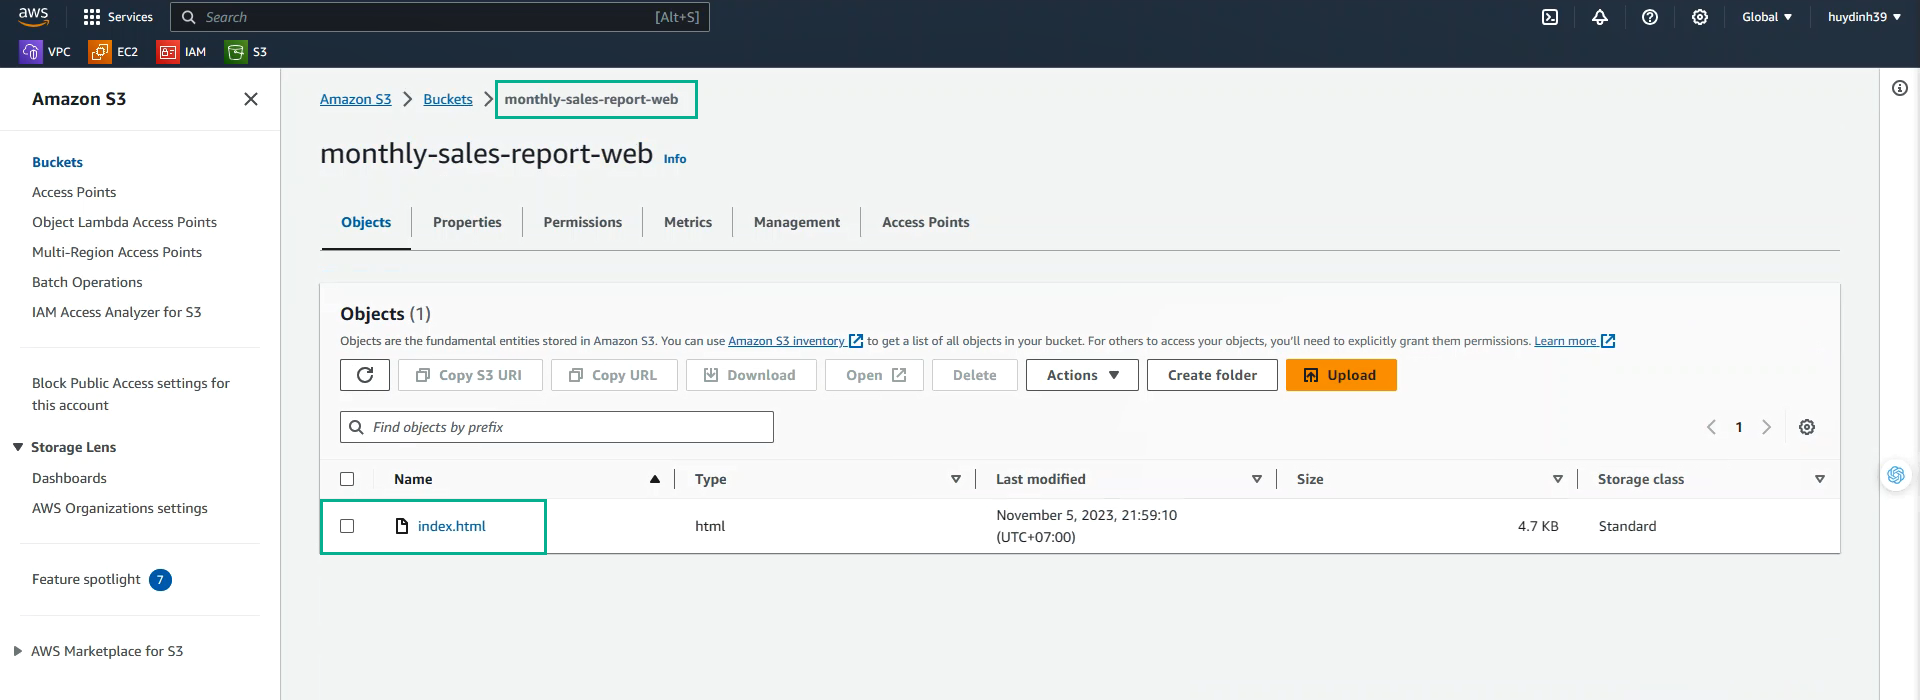 aws
Services
Search
[Alt+S]
Global
huydinh39
VPC
EC2
IAM
S3
Amazon S3
Buckets
Access Points
Object Lambda Access Points
Multi-Region Access Points
Batch Operations
IAM Access Analyzer for S3
Block Public Access settings for
this account
Storage Lens
Dashboards
AWS Organizations settings
Feature spotlight 7
AWS Marketplace for S3
Amazon S3 > Buckets > monthly-sales-report-web
monthly-sales-report-web Info
Objects
Properties
Permissions
Metrics
Management
Access Points
Objects (1)
Objects are the fundamental entities stored in Amazon S3. You can use Amazon S3 inventory to get a list of all objects in your bucket. For others to access your objects, you'll need to explicitly grant them permissions. Learn more
Copy S3 URI
Copy URL
Download
Open
Delete
Actions
Create folder
Upload
Find objects by prefix
1
Name
Type
Last modified
Size
Storage class
index.html
html
November 5, 2023, 21:59:10
(UTC+07:00)
4.7 KB
Standard